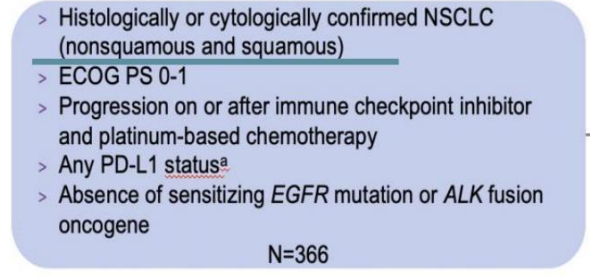 > Histologically or cytologically confirmed NSCLC
(nonsquamous and squamous)
> ECOG PS 0-1
> Progression on or after immune checkpoint inhibitor
and platinum-based chemotherapy
> Any PD-L1 statusª
> Absence of sensitizing EGFR mutation or ALK fusion
oncogene
N=366